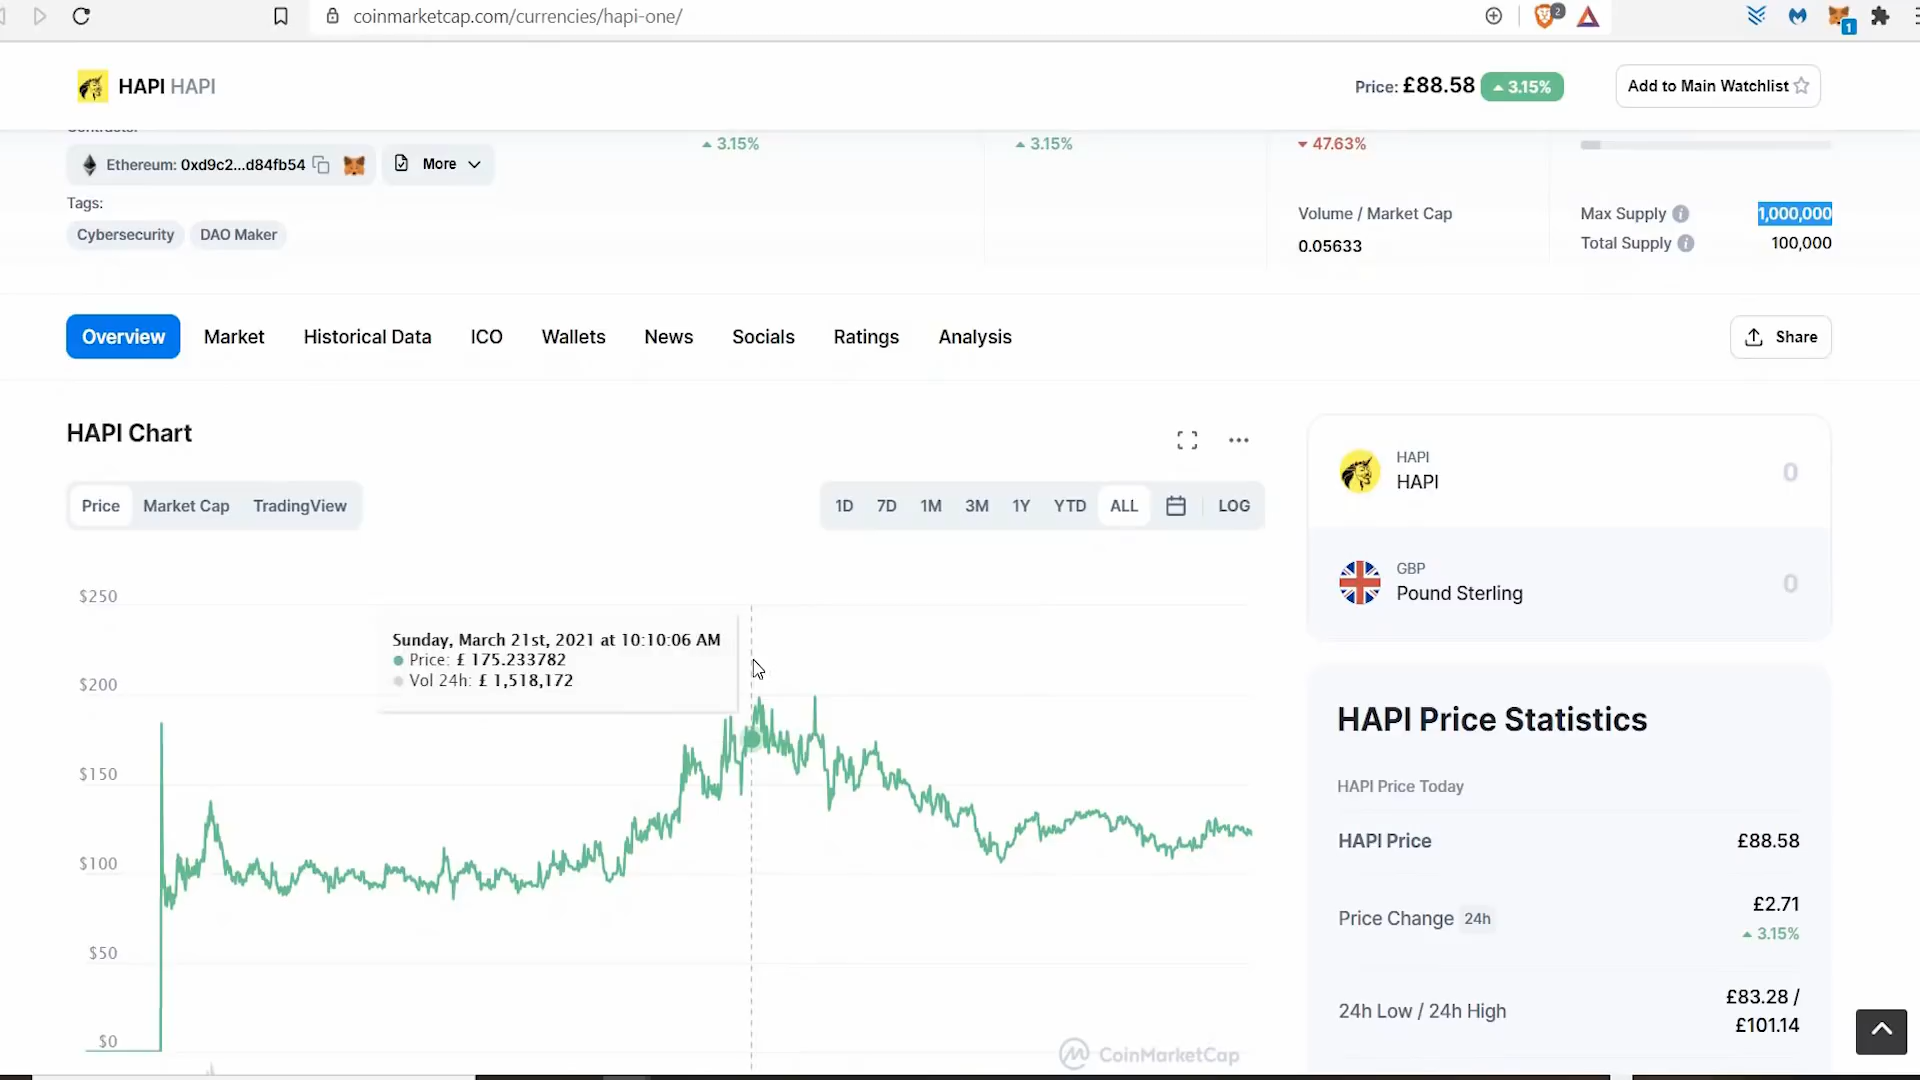 coinmarketcap.com/currencies/hapi-one/
2
1
HAPI HAPI
Price: £88.58 3.15%
Add to Main Watchlist
3.15%
3.15%
47.63%
Ethereum: 0xd9c2...d84fb54
More
Tags:
Cybersecurity
DAO Maker
Volume / Market Cap
0.05633
Max Supply 1,000,000
Total Supply 100,000
Overview Market Historical Data ICO Wallets News Socials Ratings Analysis
Share
HAPI Chart
Price Market Cap TradingView
1D 7D 1M 3M 1Y YTD ALL LOG
$250
$200
$150
$100
$50
$0
Sunday, March 21st, 2021 at 10:10:06 AM
Price: £ 175.233782
Vol 24h: £ 1,518,172
CoinMarketCap
HAPI
HAPI
0
GBP
Pound Sterling
0
HAPI Price Statistics
HAPI Price Today
HAPI Price £88.58
Price Change 24h £2.71
3.15%
24h Low / 24h High £83.28 /
£101.14